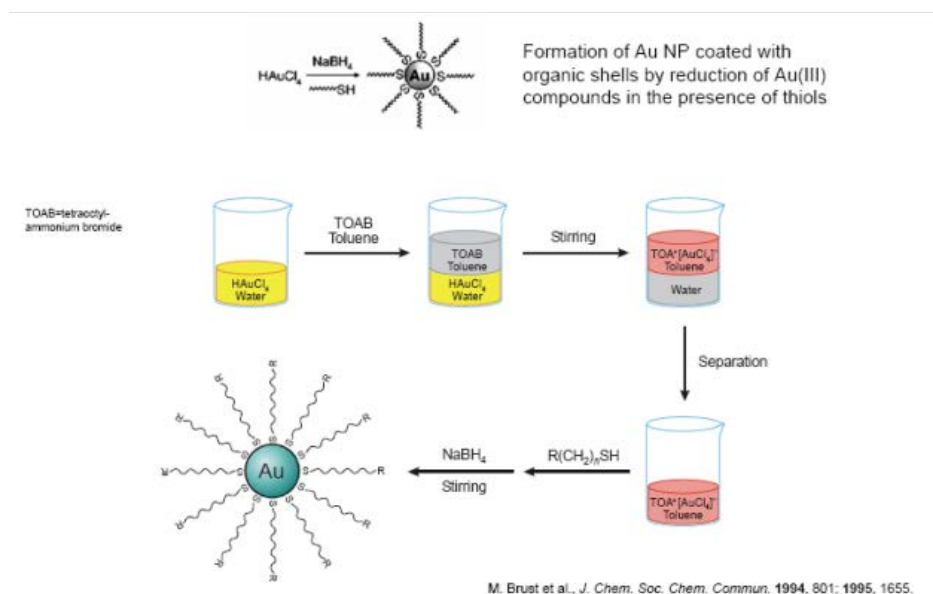 HAuCl₄
NaBH₄
SH
S
S
S
S
S
S
S
S
Au
Formation of Au NP coated with
organic shells by reduction of Au(III)
compounds in the presence of thiols
TOAB=tetraoctyl-
ammonium bromide
HAuCl₄
Water
TOAB
Toluene
TOAB
Toluene
HAuCl₄
Water
Stirring
TOA⁺[AuCl₄]⁻
Toluene
Water
Separation
TOA⁺[AuCl₄]⁻
Toluene
R(CH₂)ₙSH
NaBH₄
Stirring
R
R
R
R
R
R
R
R
R
R
R
R
S
S
S
S
S
S
S
S
S
S
S
S
Au
M. Brust et al., J. Chem. Soc. Chem. Commun. 1994, 801; 1995, 1655.